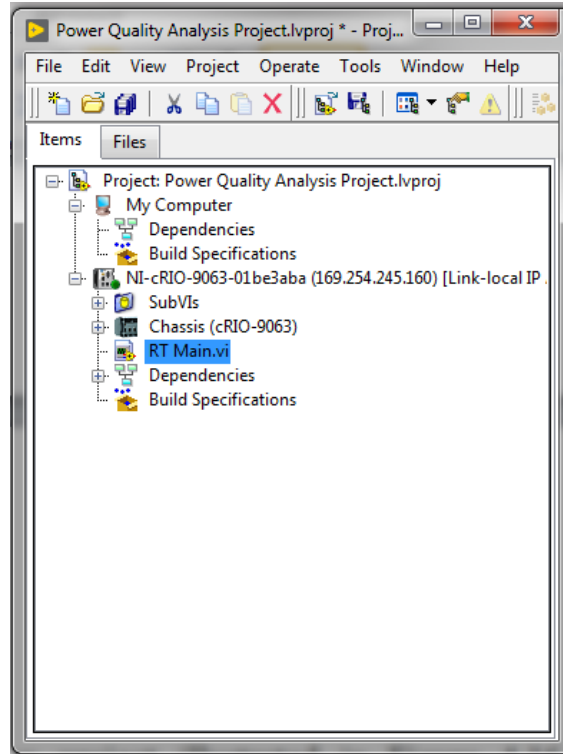 Power Quality Analysis Project.lvproj * - Proj...
File Edit View Project Operate Tools Window Help
Items Files
Project: Power Quality Analysis Project.lvproj
My Computer
Dependencies
Build Specifications
NI-cRIO-9063-01be3aba (169.254.245.160) [Link-local IP
SubVIs
Chassis (cRIO-9063)
RT Main.vi
Dependencies
Build Specifications